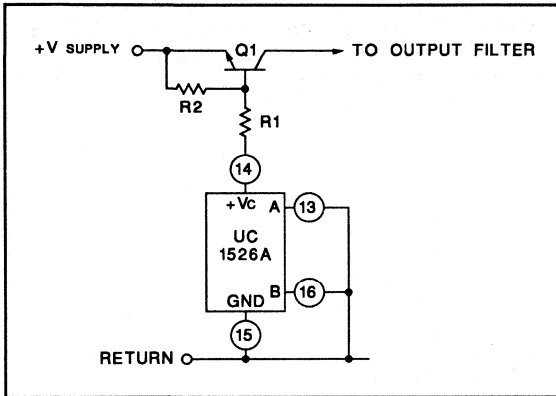 +V SUPPLY
Q1
TO OUTPUT FILTER
R2
R1
14
+Vc
A
13
UC
1526A
B
16
GND
15
RETURN